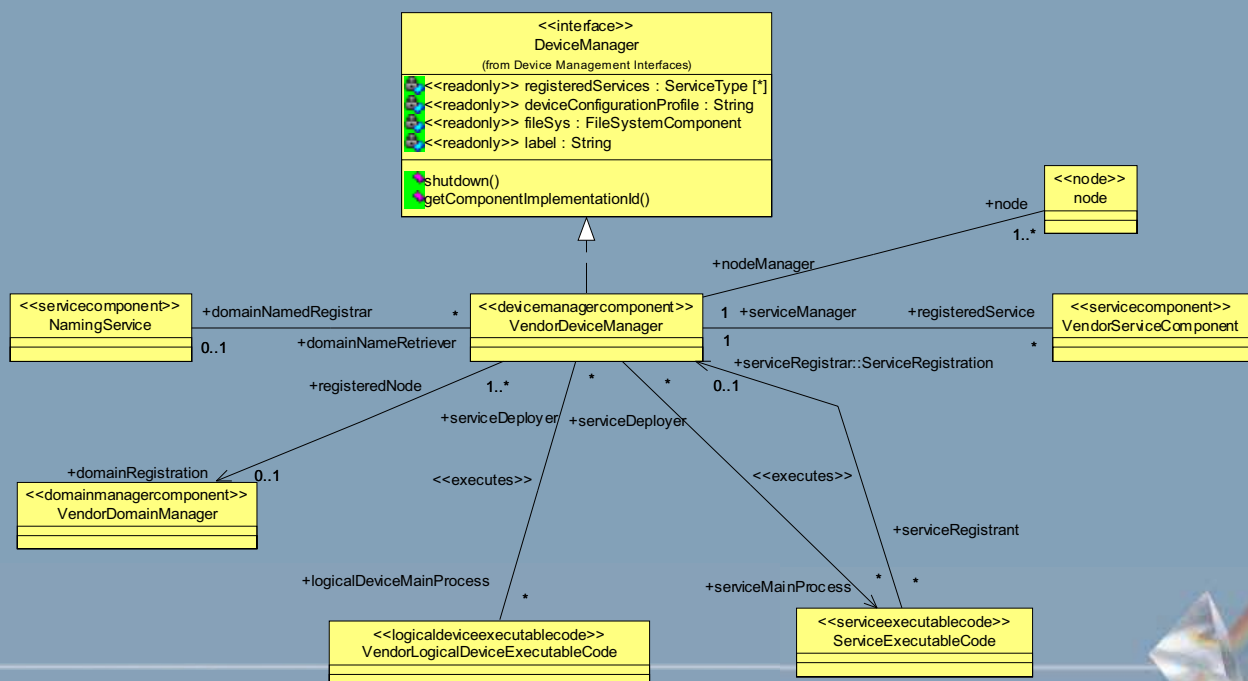 <<interface>>
DeviceManager
(from Device Management Interfaces)
<<readonly>> registeredServices : ServiceType [*]
<<readonly>> deviceConfigurationProfile : String
<<readonly>> fileSys : FileSystemComponent
<<readonly>> label : String
shutdown()
getComponentImplementationId()
<<node>>
node
+node
1..*
+nodeManager
1
<<servicecomponent>>
NamingService
+domainNamedRegistrar
*
0..1
+domainNameRetriever
<<devicemanagercomponent>>
VendorDeviceManager
+serviceManager
1
+registeredService
*
<<servicecomponent>>
VendorServiceComponent
+serviceRegistrar::ServiceRegistration
0..1
+registeredNode
1..*
*
*
+serviceDeployer
+serviceDeployer
+domainRegistration
0..1
<<executes>>
<<executes>>
<<domainmanagercomponent>>
VendorDomainManager
+serviceRegistrant
+logicalDeviceMainProcess
*
+serviceMainProcess
*
*
<<logicaldeviceexecutablecode>>
VendorLogicalDeviceExecutableCode
<<serviceexecutablecode>>
ServiceExecutableCode